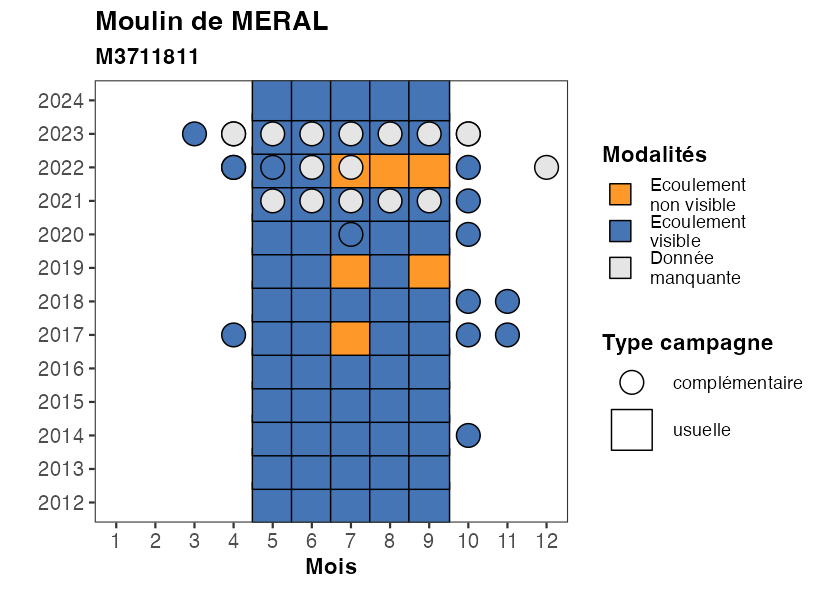 Moulin de MERAL
M3711811
2024
2023
2022
2021
2020
2019
2018
2017
2016
2015
2014
2013
2012
1 2 3 4 5 6 7 8 9 10 11 12
Mois
Modalités
Ecoulement
non visible
Ecoulement
visible
Donnée
manquante
Type campagne
complémentaire
usuelle